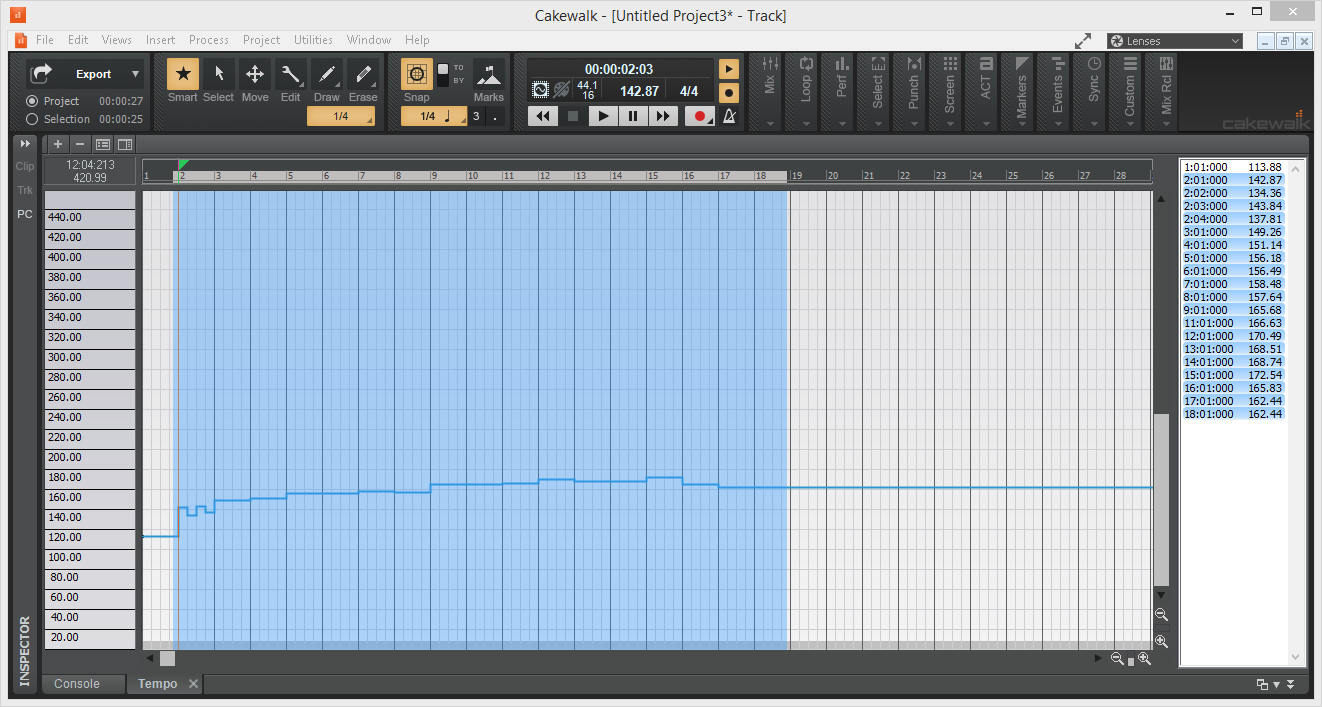 Cakewalk - [Untitled Project3* - Track]
File Edit Views Insert Process Project Utilities Window Help
Lenses
Export
Project 00:00:27
Selection 00:00:25
Smart Select Move Edit Draw Erase
1/4
Snap
TO
BY
Marks
1/4 3 .
00:00:02:03
44.1
16
142.87 4/4
Mix
Loop
Perf
Select
Punch
Screen
ACT
Markers
Events
Sync
Custom
Mix Rcl
cakewalk
Clip
Trk
PC
INSPECTOR
12:04:213
420.99
1 2 3 4 5 6 7 8 9 10 11 12 13 14 15 16 17 18 19 20 21 22 23 24 25 26 27 28
440.00
420.00
400.00
380.00
360.00
340.00
320.00
300.00
280.00
260.00
240.00
220.00
200.00
180.00
160.00
140.00
120.00
100.00
80.00
60.00
40.00
20.00
1:01:000 113.88
2:01:000 142.87
2:02:000 134.36
2:03:000 143.84
2:04:000 137.81
3:01:000 149.26
4:01:000 151.14
5:01:000 156.18
6:01:000 156.49
7:01:000 158.48
8:01:000 157.64
9:01:000 165.68
11:01:000 166.63
12:01:000 170.49
13:01:000 168.51
14:01:000 168.74
15:01:000 172.54
16:01:000 165.83
17:01:000 162.44
18:01:000 162.44
Console Tempo